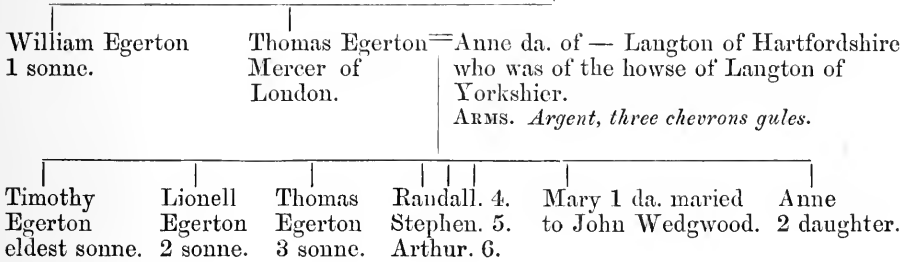 William Egerton
1 sonne.
Thomas Egerton=Anne da. of — Langton of Hartfordshire
Mercer of
London.
who was of the howse of Langton of
Yorkshier.
ARMS. Argent, three chevrons gules.
Timothy
Egerton
eldest sonne.
Lionell
Egerton
2 sonne.
Thomas
Egerton
3 sonne.
Randall. 4.
Stephen. 5.
Arthur. 6.
Mary 1 da. maried
to John Wedgwood.
Anne
2 daughter.